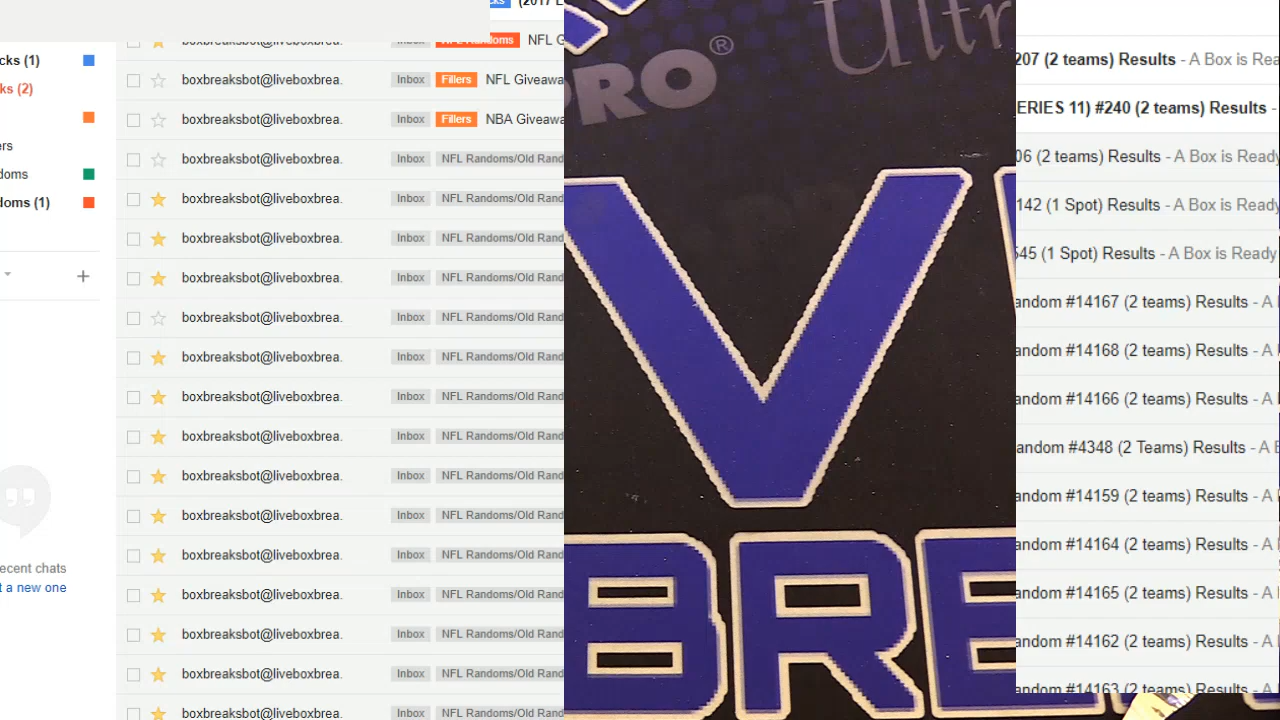 cks (2017
cks (1)
boxbreaksbot@liveboxbrea. Inbox NFL Randoms NFL G
ks (2)
boxbreaksbot@liveboxbrea. Inbox Fillers NFL Giveaw
boxbreaksbot@liveboxbrea. Inbox Fillers NBA Giveawa
ers
boxbreaksbot@liveboxbrea. Inbox NFL Randoms/Old Rand
doms
boxbreaksbot@liveboxbrea. Inbox NFL Randoms/Old Rand
doms (1)
boxbreaksbot@liveboxbrea. Inbox NFL Randoms/Old Rand
boxbreaksbot@liveboxbrea. Inbox NFL Randoms/Old Rand
boxbreaksbot@liveboxbrea. Inbox NFL Randoms/Old Rand
boxbreaksbot@liveboxbrea. Inbox NFL Randoms/Old Rand
boxbreaksbot@liveboxbrea. Inbox NFL Randoms/Old Rand
boxbreaksbot@liveboxbrea. Inbox NFL Randoms/Old Rand
boxbreaksbot@liveboxbrea. Inbox NFL Randoms/Old Rand
boxbreaksbot@liveboxbrea. Inbox NFL Randoms/Old Rand
boxbreaksbot@liveboxbrea. Inbox NFL Randoms/Old Rand
ecent chats
t a new one
boxbreaksbot@liveboxbrea. Inbox NFL Randoms/Old Rand
boxbreaksbot@liveboxbrea. Inbox NFL Randoms/Old Rand
boxbreaksbot@liveboxbrea. Inbox NFL Randoms/Old Rand
boxbreaksbot@liveboxbrea. Inbox NFL Randoms/Old Rand
Ultr
PRO®
V
BRE
207 (2 teams) Results - A Box is Rea
ERIES 11) #240 (2 teams) Results -
06 (2 teams) Results - A Box is Ready
142 (1 Spot) Results - A Box is Ready
545 (1 Spot) Results - A Box is Ready
andom #14167 (2 teams) Results - A
andom #14168 (2 teams) Results - A
andom #14166 (2 teams) Results - A
andom #4348 (2 Teams) Results - A B
andom #14159 (2 teams) Results - A
andom #14164 (2 teams) Results - A
andom #14165 (2 teams) Results - A
andom #14162 (2 teams) Results - A
andom #14163 (2 teams) Results - A